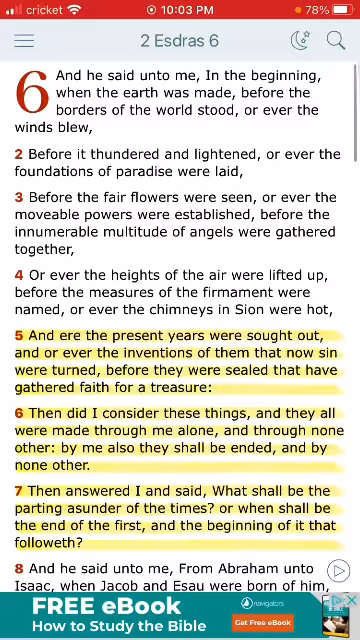 cricket 10:03 PM 78%
2 Esdras 6
6 And he said unto me, In the beginning,
when the earth was made, before the
borders of the world stood, or ever the
winds blew,
2 Before it thundered and lightened, or ever the
foundations of paradise were laid,
3 Before the fair flowers were seen, or ever the
moveable powers were established, before the
innumerable multitude of angels were gathered
together,
4 Or ever the heights of the air were lifted up,
before the measures of the firmament were
named, or ever the chimneys in Sion were hot,
5 And ere the present years were sought out,
and or ever the inventions of them that now sin
were turned, before they were sealed that have
gathered faith for a treasure:
6 Then did I consider these things, and they all
were made through me alone, and through none
other: by me also they shall be ended, and by
none other.
7 Then answered I and said, What shall be the
parting asunder of the times? or when shall be
the end of the first, and the beginning of it that
followeth?
8 And he said unto me, From Abraham unto
Isaac, when Jacob and Esau were born of him,
FREE eBook
How to Study the Bible
navigators
Get Free eBook